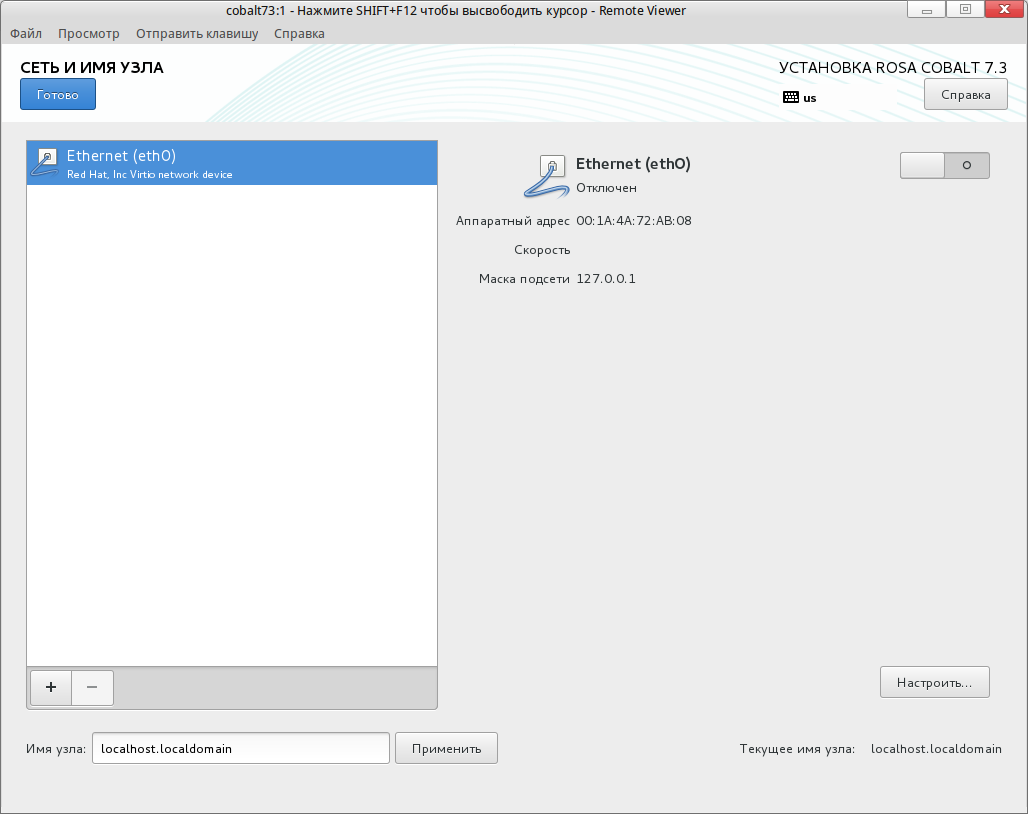 cobalt73:1 - Нажмите SHIFT+F12 чтобы высвободить курсор - Remote Viewer
Файл Просмотр Отправить клавишу Справка
СЕТЬ И ИМЯ УЗЛА
УСТАНОВКА ROSA COBALT 7.3
Готово
us
Справка
Ethernet (eth0)
Red Hat, Inc Virtio network device
Ethernet (eth0)
Отключен
Аппаратный адрес 00:1A:4A:72:AB:08
Скорость
Маска подсети 127.0.0.1
Настроить...
Имя узла: localhost.localdomain Применить Текущее имя узла: localhost.localdomain